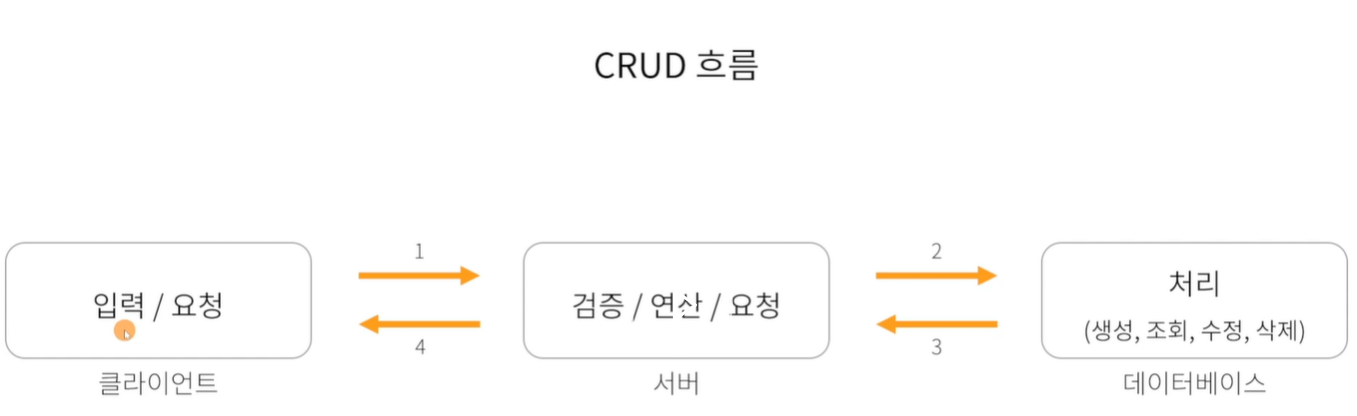 CRUD 흐름
1
2
입력 / 요청
검증 / 연산 / 요청
처리
(생성, 조회, 수정, 삭제)
4
3
클라이언트
서버
데이터베이스